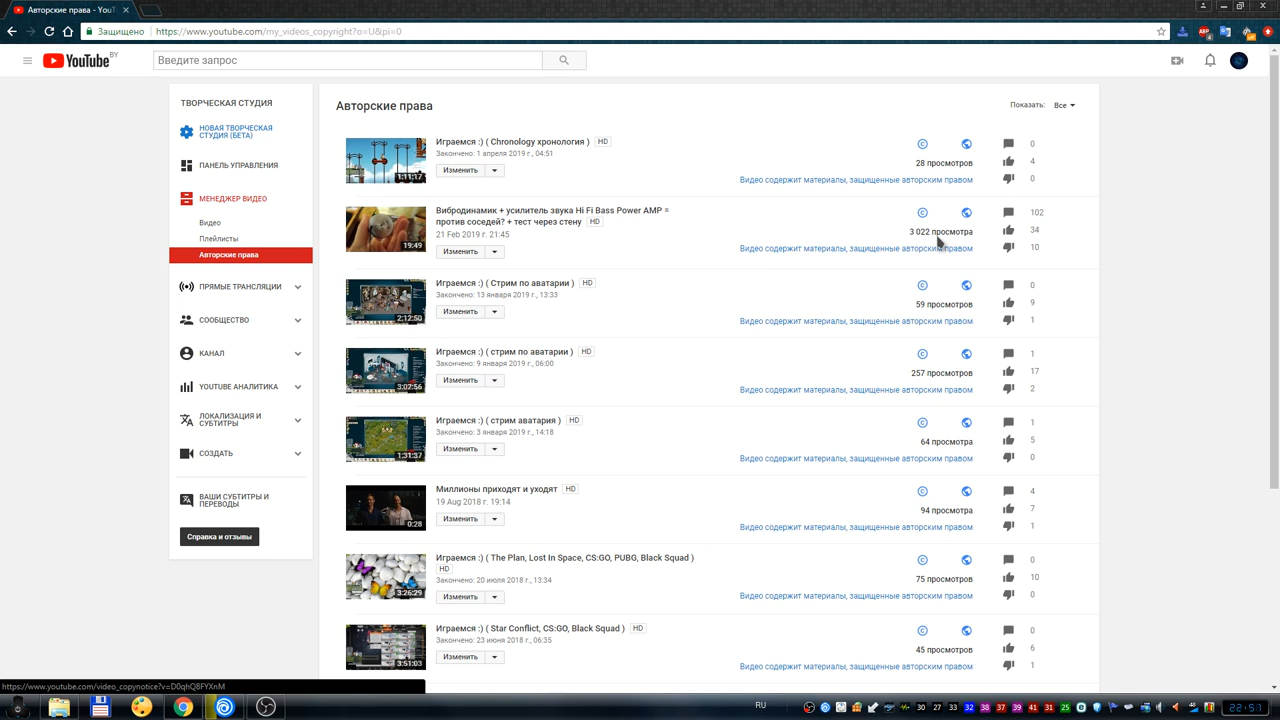 Авторские права - YouT
Защищено
https://www.youtube.com/my_videos_copyright?o=U&pi=0
YouTube BY
Введите запрос
ТВОРЧЕСКАЯ СТУДИЯ
НОВАЯ ТВОРЧЕСКАЯ
СТУДИЯ (БЕТА)
ПАНЕЛЬ УПРАВЛЕНИЯ
МЕНЕДЖЕР ВИДЕО
Видео
Плейлисты
Авторские права
ПРЯМЫЕ ТРАНСЛЯЦИИ
СООБЩЕСТВО
КАНАЛ
YOUTUBE АНАЛИТИКА
ЛОКАЛИЗАЦИЯ И
СУБТИТРЫ
СОЗДАТЬ
ВАШИ СУБТИТРЫ И
ПЕРЕВОДЫ
Справка и отзывы
Авторские права
Показать: Все
Играемся :) ( Chronology хронология ) HD
Закончено: 1 апреля 2019 г., 04:51
Изменить
1:11:17
28 просмотров
Видео содержит материалы, защищенные авторским правом
0
4
0
Вибродинамик + усилитель звука Hi Fi Bass Power AMP =
против соседей? + тест через стену HD
21 Feb 2019 г. 21:45
Изменить
19:49
3 022 просмотра
Видео содержит материалы, защищенные авторским правом
102
34
10
Играемся :) ( Стрим по аватарии ) HD
Закончено: 13 января 2019 г., 13:33
Изменить
2:12:50
59 просмотров
Видео содержит материалы, защищенные авторским правом
0
9
1
Играемся :) ( стрим по аватарии ) HD
Закончено: 9 января 2019 г., 06:00
Изменить
3:02:56
257 просмотров
Видео содержит материалы, защищенные авторским правом
1
17
2
Играемся :) ( стрим аватария ) HD
Закончено: 3 января 2019 г., 14:18
Изменить
1:31:37
64 просмотра
Видео содержит материалы, защищенные авторским правом
1
5
0
Миллионы приходят и уходят HD
19 Aug 2018 г. 19:14
Изменить
0:28
94 просмотра
Видео содержит материалы, защищенные авторским правом
4
7
1
Играемся :) ( The Plan, Lost In Space, CS:GO, PUBG, Black Squad )
HD
Закончено: 20 июля 2018 г., 13:34
Изменить
3:26:29
75 просмотров
Видео содержит материалы, защищенные авторским правом
0
10
0
Играемся :) ( Star Conflict, CS:GO, Black Squad ) HD
Закончено: 23 июня 2018 г., 06:35
Изменить
3:51:03
45 просмотров
Видео содержит материалы, защищенные авторским правом
0
6
1
https://www.youtube.com/video_copynotice?v=D0qhQ8FYXnM
RU
30 27 33 32 38 37 38 38 31 25
48
22:57